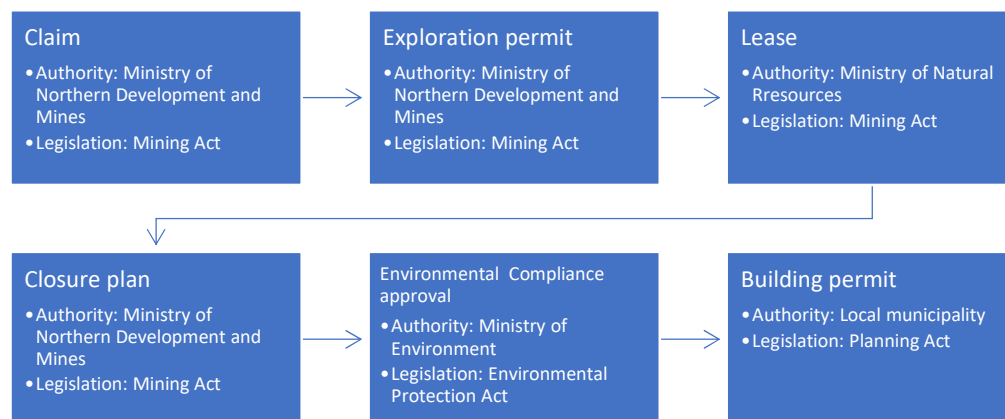 Claim
•Authority: Ministry of
Northern Development and
Mines
•Legislation: Mining Act
Exploration permit
•Authority: Ministry of
Northern Development and
Mines
•Legislation: Mining Act
Lease
•Authority: Ministry of Natural
Rresources
•Legislation: Mining Act
Closure plan
•Authority: Ministry of
Northern Development and
Mines
•Legislation: Mining Act
Environmental Compliance
approval
•Authority: Ministry of
Environment
•Legislation: Environmental
Protection Act
Building permit
•Authority: Local municipality
•Legislation: Planning Act